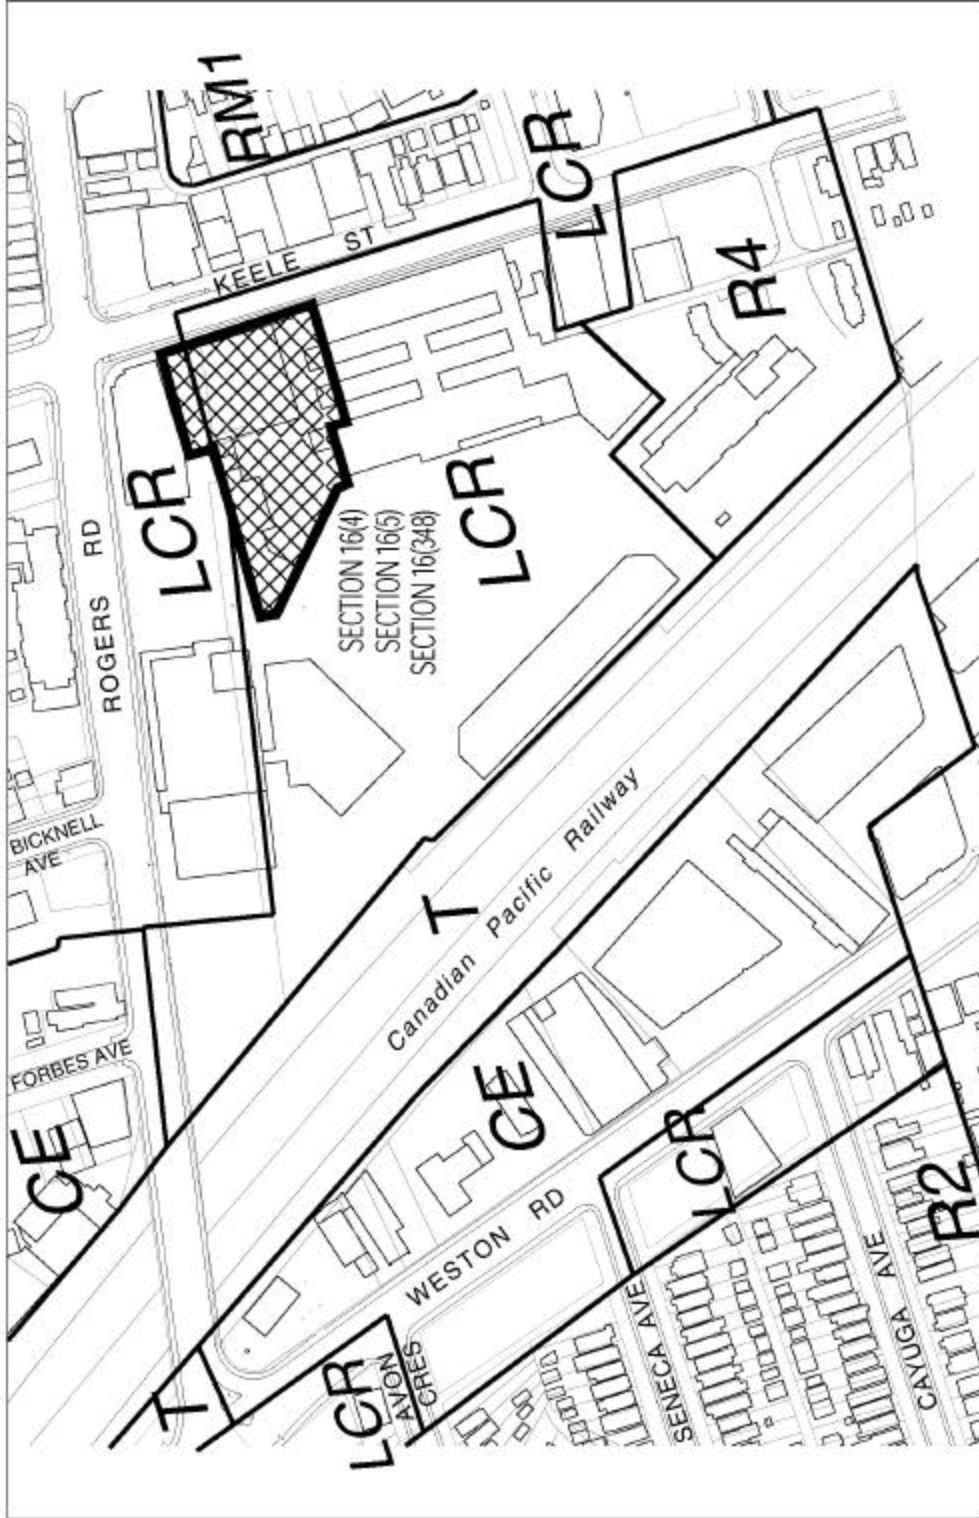 RM1
KEELE ST
LCR
R4
ROGERS RD
LCR
SECTION 16(4)
SECTION 16(5)
SECTION 16(348)
LCR
BICKNELL
AVE
T
Canadian Pacific Railway
FORBES AVE
CE
CE
WESTON RD
LCR
T
LCR
AVON
CRES
SENECA AVE
CAYUGA AVE
R2